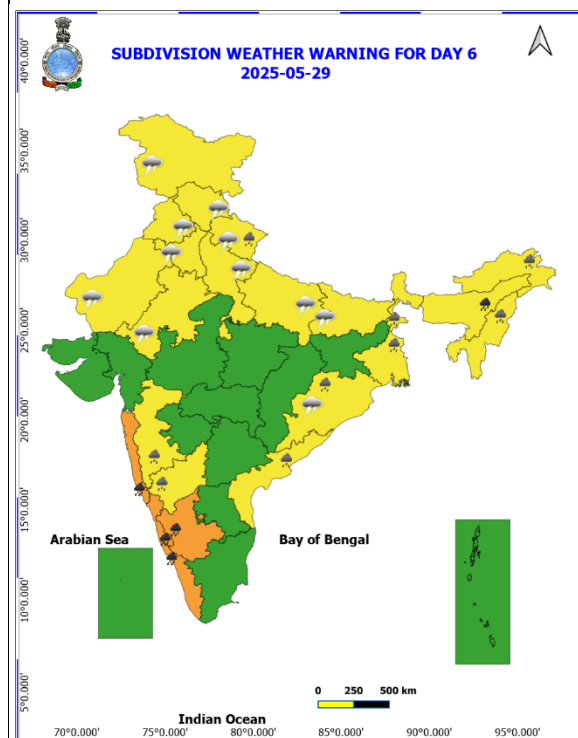 SUBDIVISION WEATHER WARNING FOR DAY 6
2025-05-29
40°0.000'
35°0.000'
30°0.000'
25°0.000'
20°0.000'
15°0.000'
10°0.000'
5°0.000'
Arabian Sea
Bay of Bengal
0 250 500 km
Indian Ocean
70°0.000' 75°0.000' 80°0.000' 85°0.000' 90°0.000' 95°0.000'